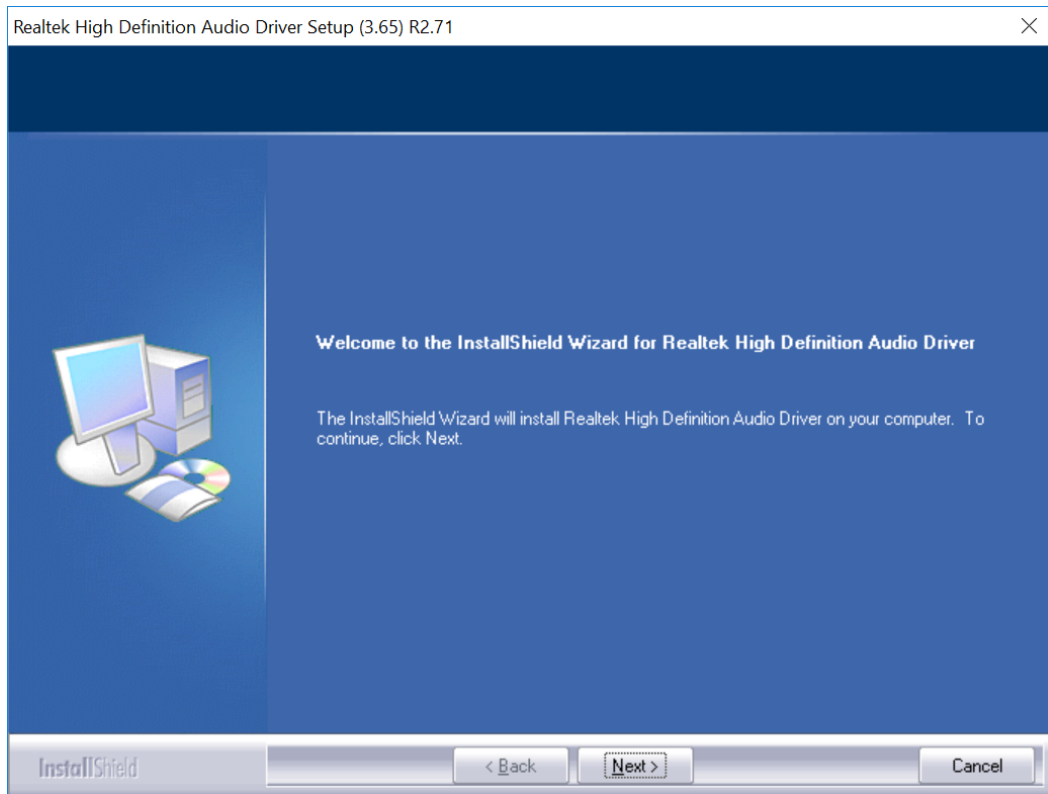 Realtek High Definition Audio Driver Setup (3.65) R2.71
Welcome to the InstallShield Wizard for Realtek High Definition Audio Driver
The InstallShield Wizard will install Realtek High Definition Audio Driver on your computer.  To
continue, click Next.
InstallShield
< Back
Next >
Cancel